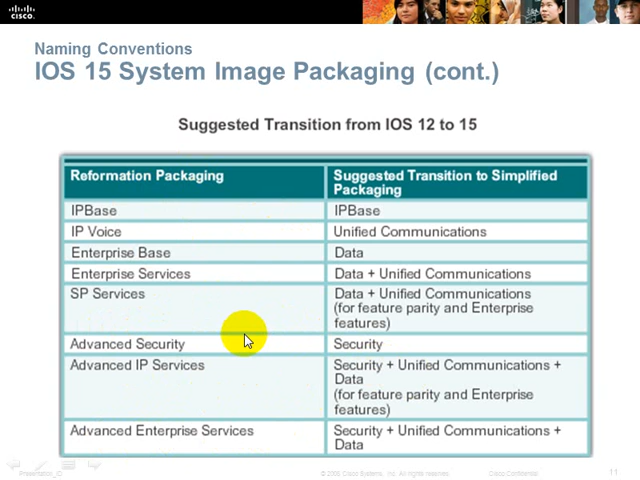 CISCO
Naming Conventions
IOS 15 System Image Packaging (cont.)
Suggested Transition from IOS 12 to 15
Reformation Packaging
Suggested Transition to Simplified
Packaging
IPBase
IPBase
IP Voice
Unified Communications
Enterprise Base
Data
Enterprise Services
Data + Unified Communications
SP Services
Data + Unified Communications
(for feature parity and Enterprise
features)
Advanced Security
Security
Advanced IP Services
Security + Unified Communications +
Data
(for feature parity and Enterprise
features)
Advanced Enterprise Services
Security + Unified Communications +
Data
Presentation_ID
© 2008 Cisco Systems, Inc. All rights reserved.
Cisco Confidential
11